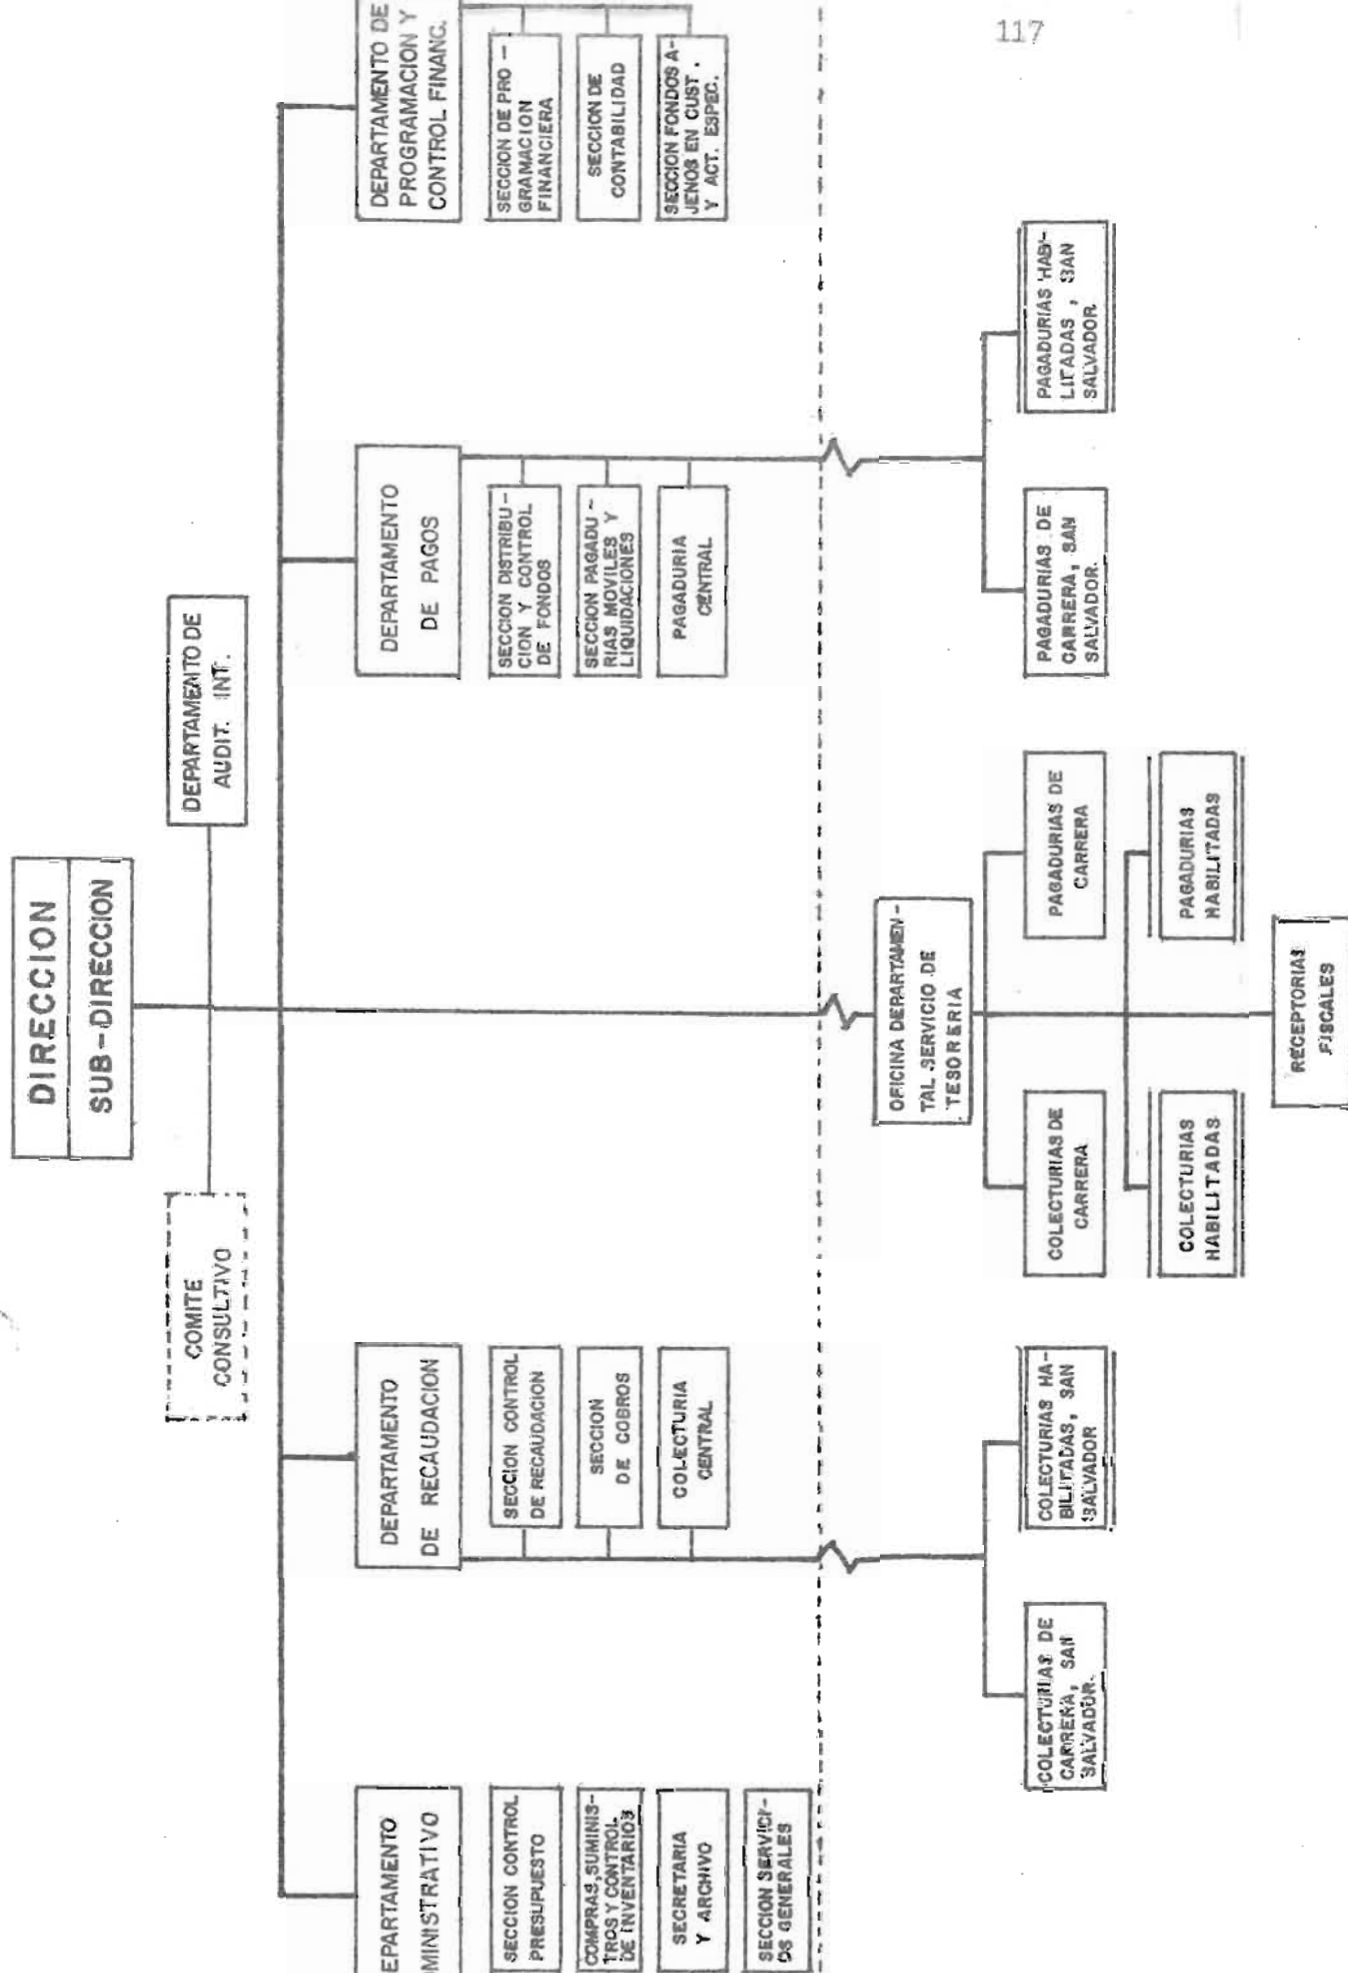 117
DIRECCION
SUB-DIRECCION
COMITE
CONSULTIVO
DEPARTAMENTO DE
AUDIT. INT.
EPARTAMENTO
MINISTRATIVO
SECCION CONTROL
PRESUPUESTO
COMPRAS, SUMINIS-
TROS Y CONTROL
DE INVENTARIOS
SECRETARIA
Y ARCHIVO
SECCION SERVICI-
OS GENERALES
DEPARTAMENTO
DE RECAUDACION
SECCION CONTROL
DE RECAUDACION
SECCION
DE COBROS
COLECTURIA
CENTRAL
DEPARTAMENTO
DE PAGOS
SECCION DISTRIBU-
CION Y CONTROL
DE FONDOS
SECCION PAGADU-
RIAS MOVILES Y
LIQUIDACIONES
PAGADURIA
CENTRAL
DEPARTAMENTO DE
PROGRAMACION Y
CONTROL FINANC.
SECCION DE PRO-
GRAMACION
FINANCIERA
SECCION DE
CONTABILIDAD
SECCION FONDOS A-
JENOS EN CUST.
Y ACT. ESPEC.
COLECTURIAS DE
CARRERA, SAN
SALVADOR.
COLECTURIAS HA-
BILITADAS, SAN
SALVADOR
OFICINA DEPARTAMEN-
TAL SERVICIO DE
TESORERIA
COLECTURIAS DE
CARRERA
PAGADURIAS DE
CARRERA
COLECTURIAS
HABILITADAS
PAGADURIAS
HABILITADAS
RECEPTORIAS
FISCALES
PAGADURIAS DE
CARRERA, SAN
SALVADOR.
PAGADURIAS HABI-
LITADAS, SAN
SALVADOR